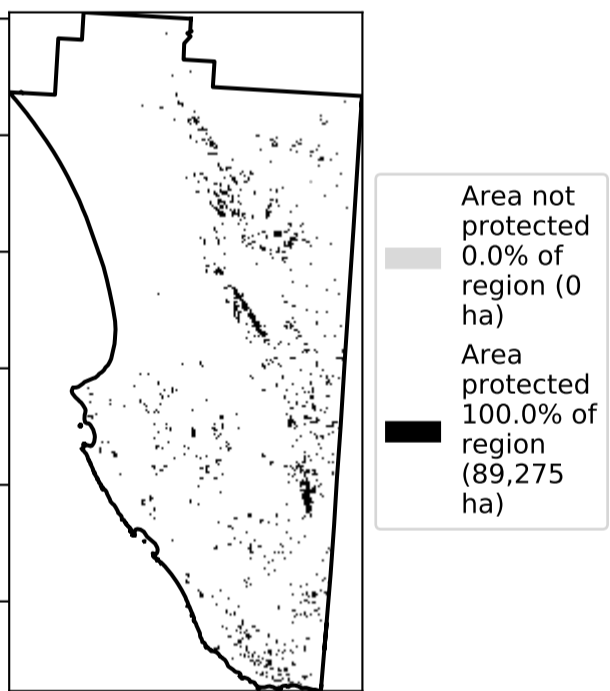 Area not
protected
0.0% of
region (0
ha)
Area
protected
100.0% of
region
(89,275
ha)